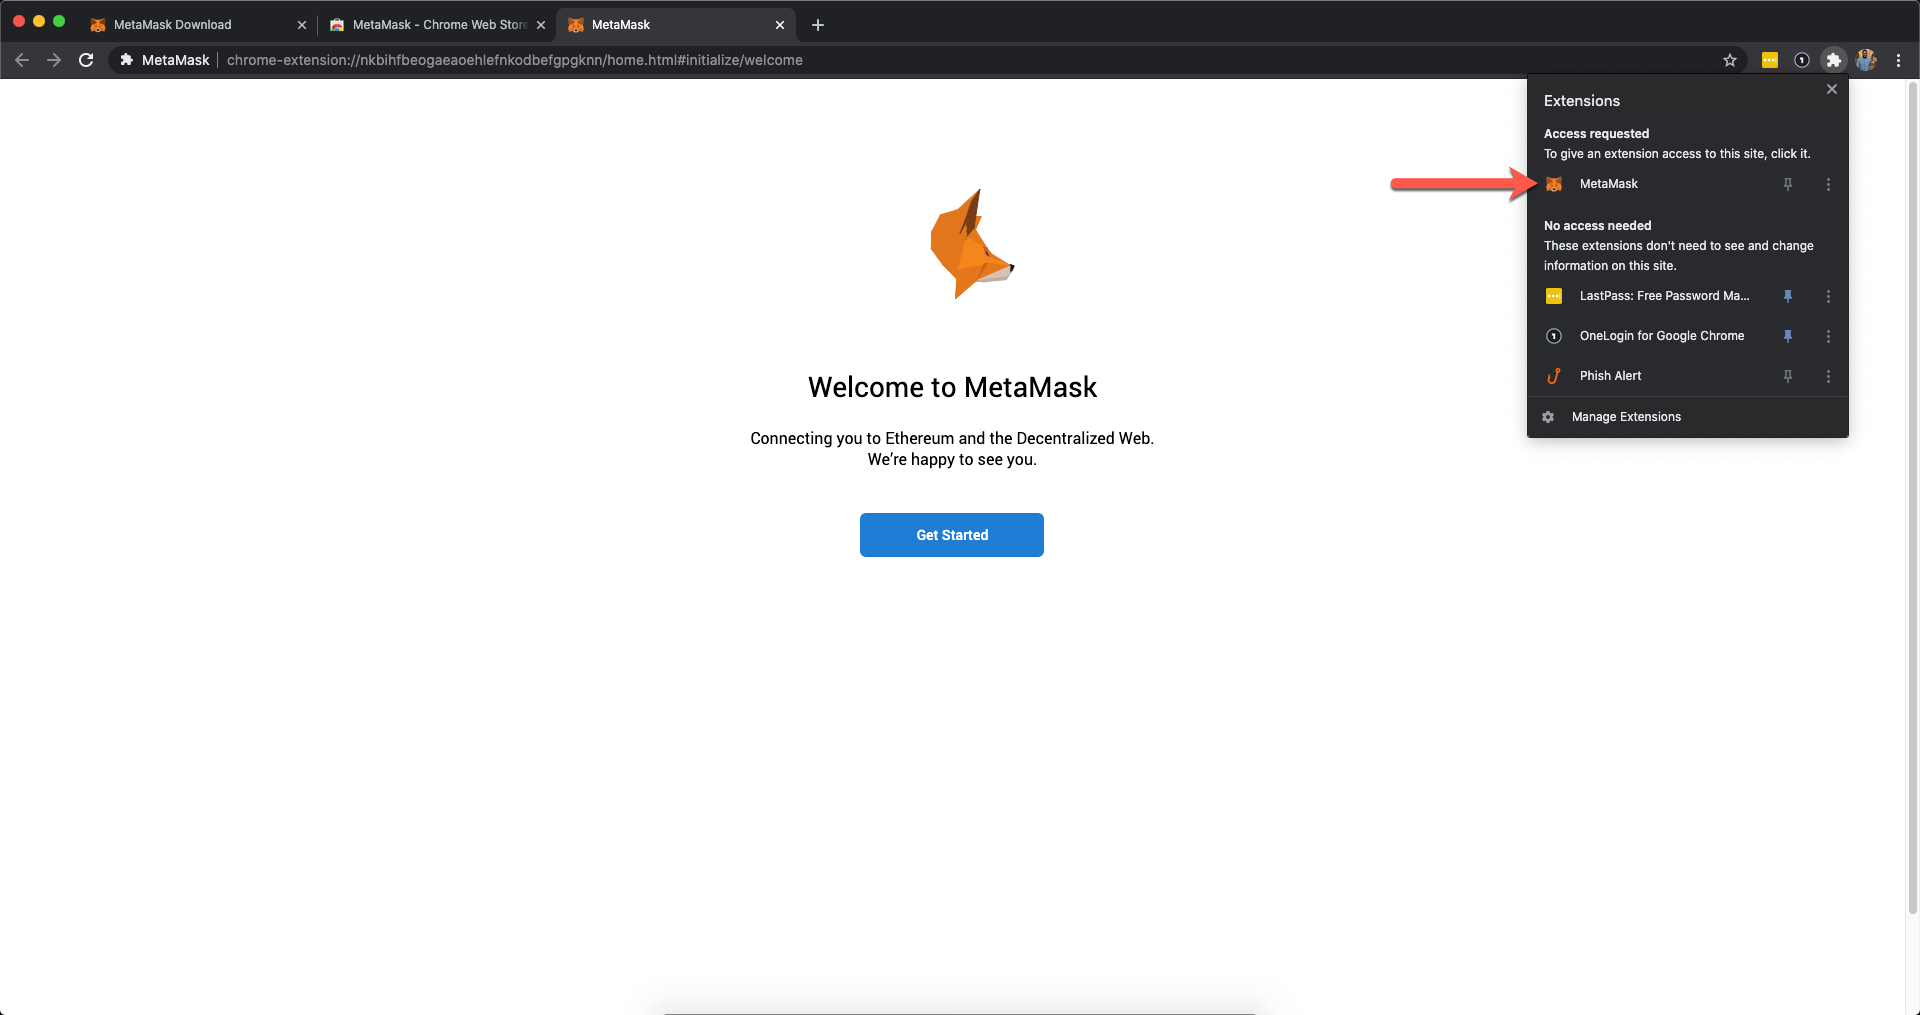 MetaMask Download
MetaMask - Chrome Web Store
MetaMask
MetaMask
chrome-extension://nkbihfbeogaeaoehlefnkodbefgpgknn/home.html#initialize/welcome
Extensions
Access requested
To give an extension access to this site, click it.
MetaMask
No access needed
These extensions don't need to see and change
information on this site.
LastPass: Free Password Ma...
OneLogin for Google Chrome
Phish Alert
Manage Extensions
Welcome to MetaMask
Connecting you to Ethereum and the Decentralized Web.
We’re happy to see you.
Get Started